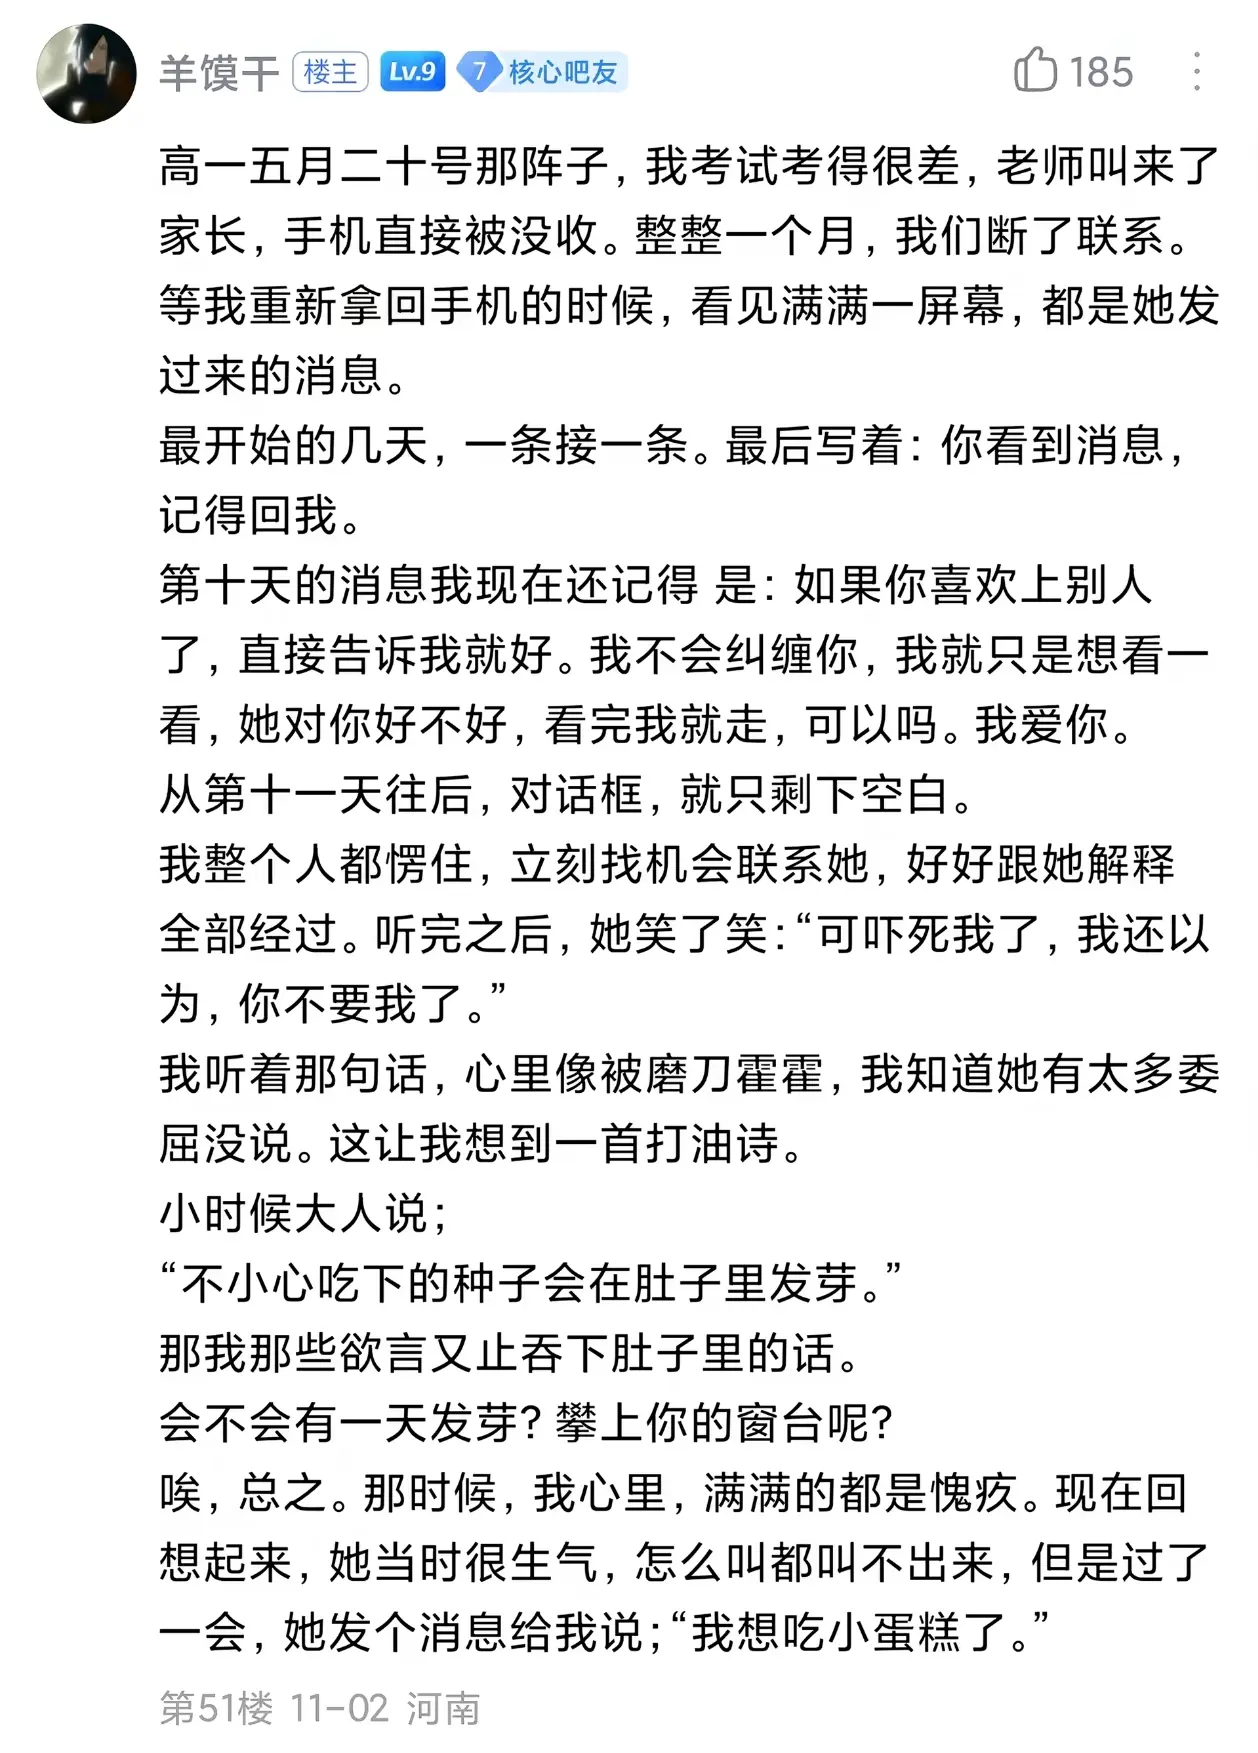 羊馍干 楼主 Lv.9 7 核心吧友 185
高一五月二十号那阵子，我考试考得很差，老师叫来了
家长，手机直接被没收。整整一个月，我们断了联系。
等我重新拿回手机的时候，看见满满一屏幕，都是她发
过来的消息。
最开始的几天，一条接一条。最后写着：你看到消息，
记得回我。
第十天的消息我现在还记得 是：如果你喜欢上别人
了，直接告诉我就好。我不会纠缠你，我就只是想看一
看，她对你好不好，看完我就走，可以吗。我爱你。
从第十一天往后，对话框，就只剩下空白。
我整个人都愣住，立刻找机会联系她，好好跟她解释
全部经过。听完之后，她笑了笑：“可吓死我了，我还以
为，你不要我了。”
我听着那句话，心里像被磨刀霍霍，我知道她有太多委
屈没说。这让我想到一首打油诗。
小时候大人说；
“不小心吃下的种子会在肚子里发芽。”
那我那些欲言又止吞下肚子里的话。
会不会有一天发芽？攀上你的窗台呢？
唉，总之。那时候，我心里，满满的都是愧疚。现在回
想起来，她当时很生气，怎么叫都叫不出来，但是过了
一会，她发个消息给我说；“我想吃小蛋糕了。”
第51楼 11-02 河南